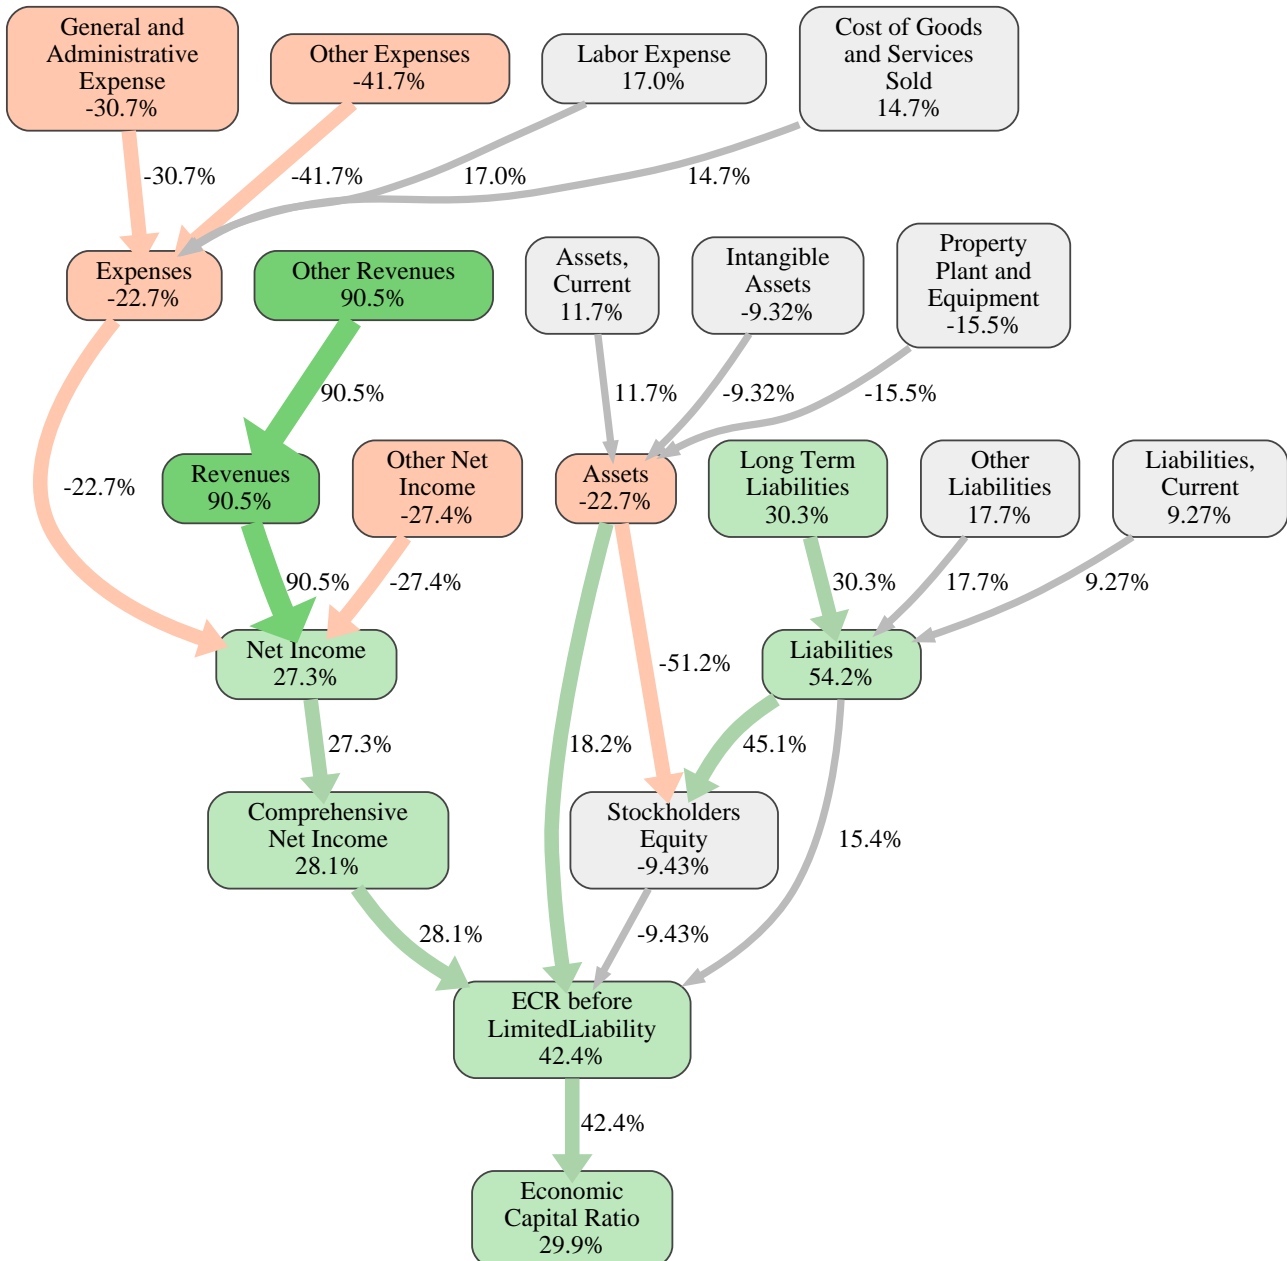 General and
Administrative
Expense
-30.7%
Other Expenses
-41.7%
Labor Expense
17.0%
Cost of Goods
and Services
Sold
14.7%
-30.7%
-41.7%
17.0%
14.7%
Expenses
-22.7%
Other Revenues
90.5%
Assets,
Current
11.7%
Intangible
Assets
-9.32%
Property
Plant and
Equipment
-15.5%
90.5%
11.7%
-9.32%
-15.5%
-22.7%
Revenues
90.5%
Other Net
Income
-27.4%
Assets
-22.7%
Long Term
Liabilities
30.3%
Other
Liabilities
17.7%
Liabilities,
Current
9.27%
90.5%
-27.4%
30.3%
17.7%
9.27%
Net Income
27.3%
-51.2%
Liabilities
54.2%
27.3%
18.2%
45.1%
Comprehensive
Net Income
28.1%
Stockholders
Equity
-9.43%
15.4%
28.1%
-9.43%
ECR before
LimitedLiability
42.4%
42.4%
Economic
Capital Ratio
29.9%